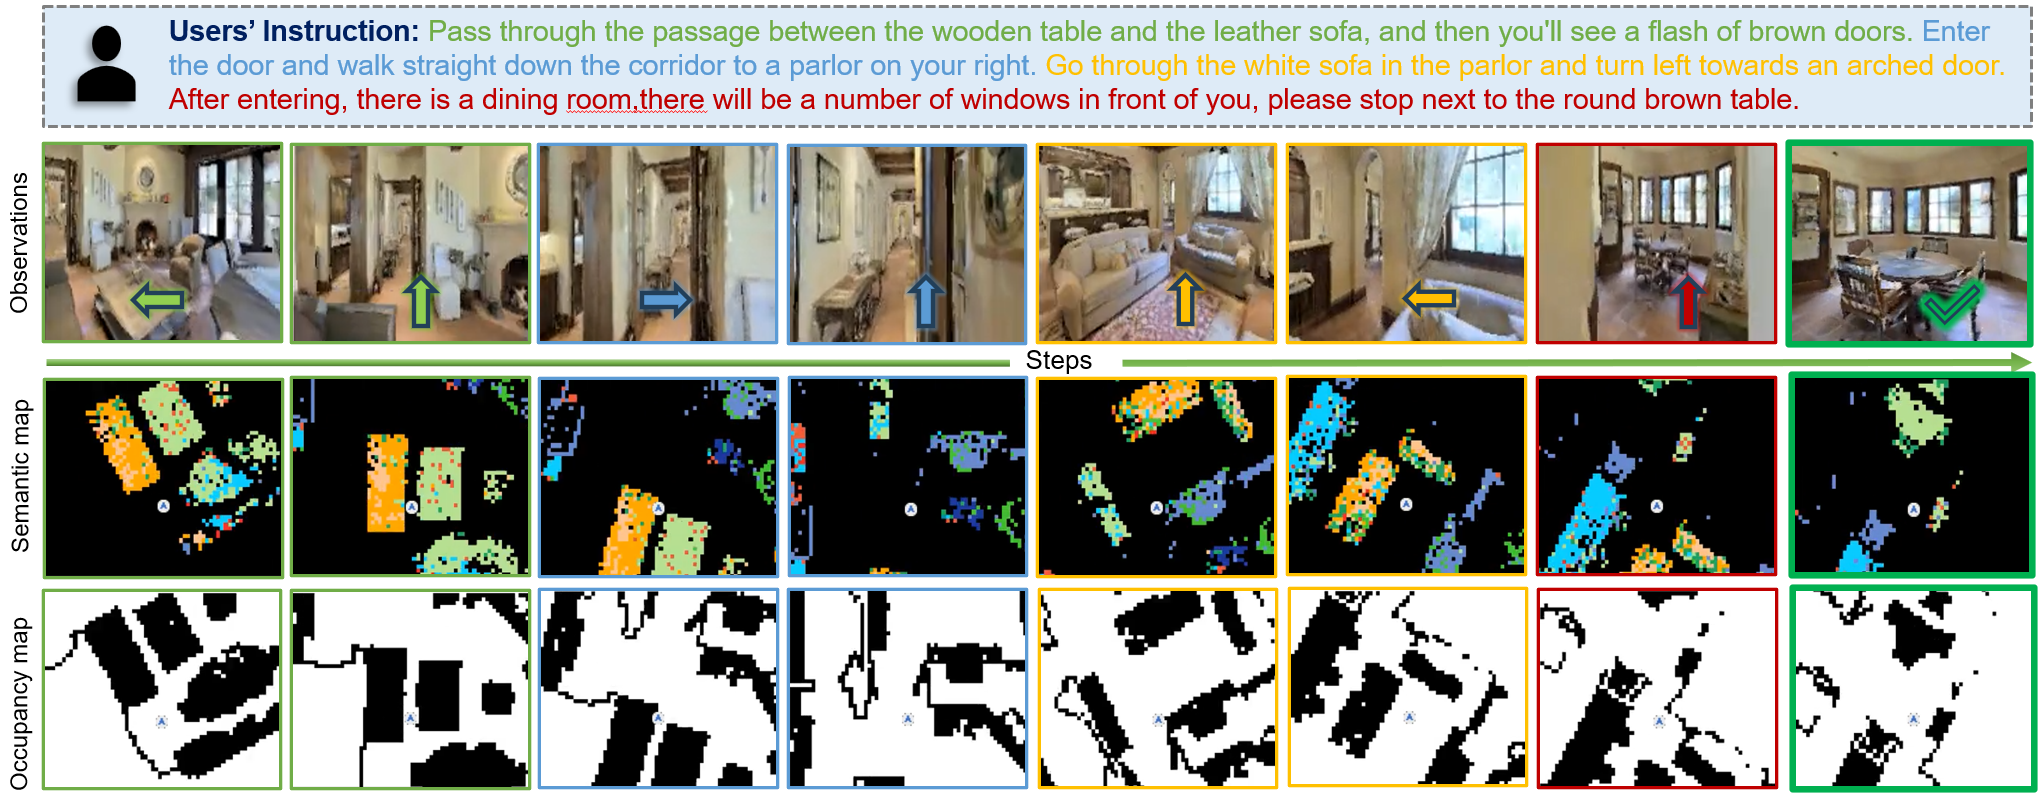 Users’ Instruction: Pass through the passage between the wooden table and the leather sofa, and then you'll see a flash of brown doors. Enter
the door and walk straight down the corridor to a parlor on your right. Go through the white sofa in the parlor and turn left towards an arched door.
After entering, there is a dining room,there will be a number of windows in front of you, please stop next to the round brown table.
Observations
Steps
Semantic map
A A A A A A A A
Occupancy map
A A A A A A A A